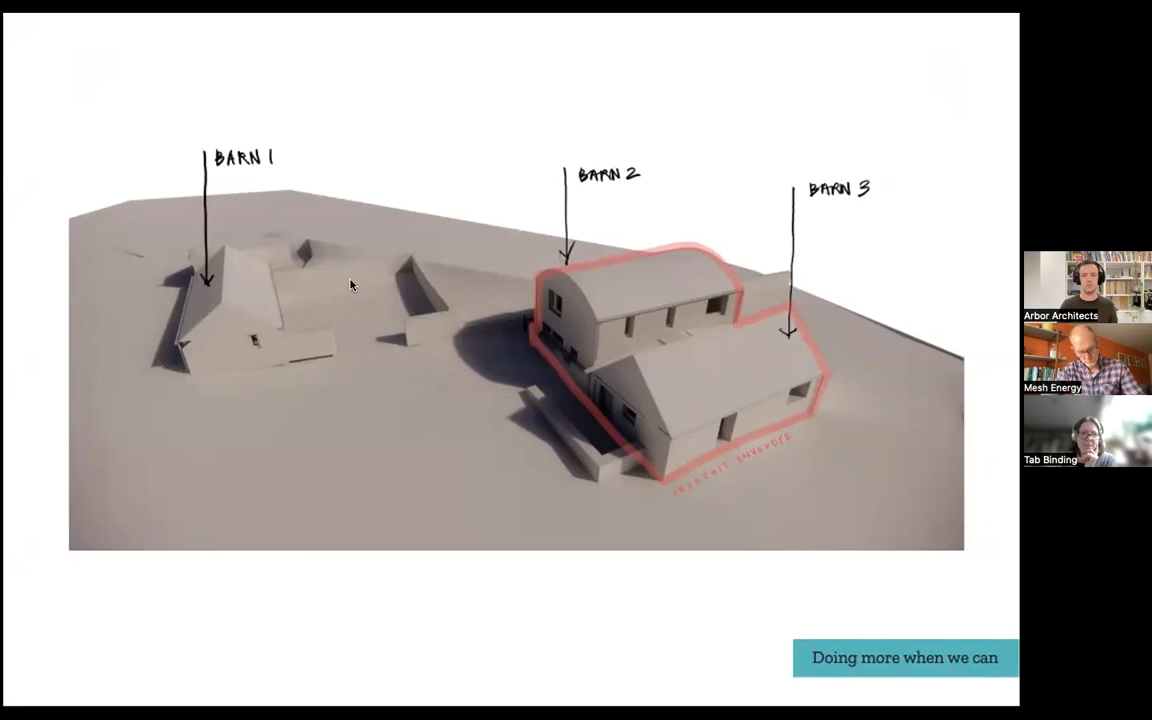 BARN 1
BARN 2
BARN 3
Doing more when we can
Arbor Architects
Mesh Energy
Tab Binding